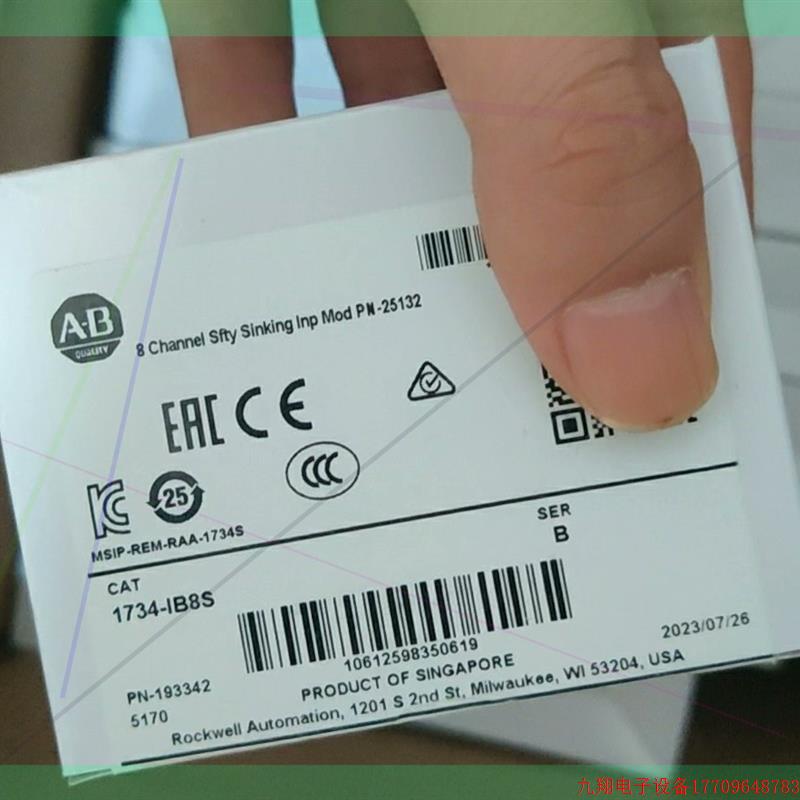 A-B
QUALITY
8 Channel Sfty Sinking Inp Mod PN-25132
EAC CE
CCC
KC 25
MSIP-REM-RAA-1734S
CAT
1734-IB8S
SER
B
10612598350619
2023/07/26
PN-193342
5170
PRODUCT OF SINGAPORE
Rockwell Automation, 1201 S 2nd St, Milwaukee, WI 53204, USA
九翔电子设备17709648783